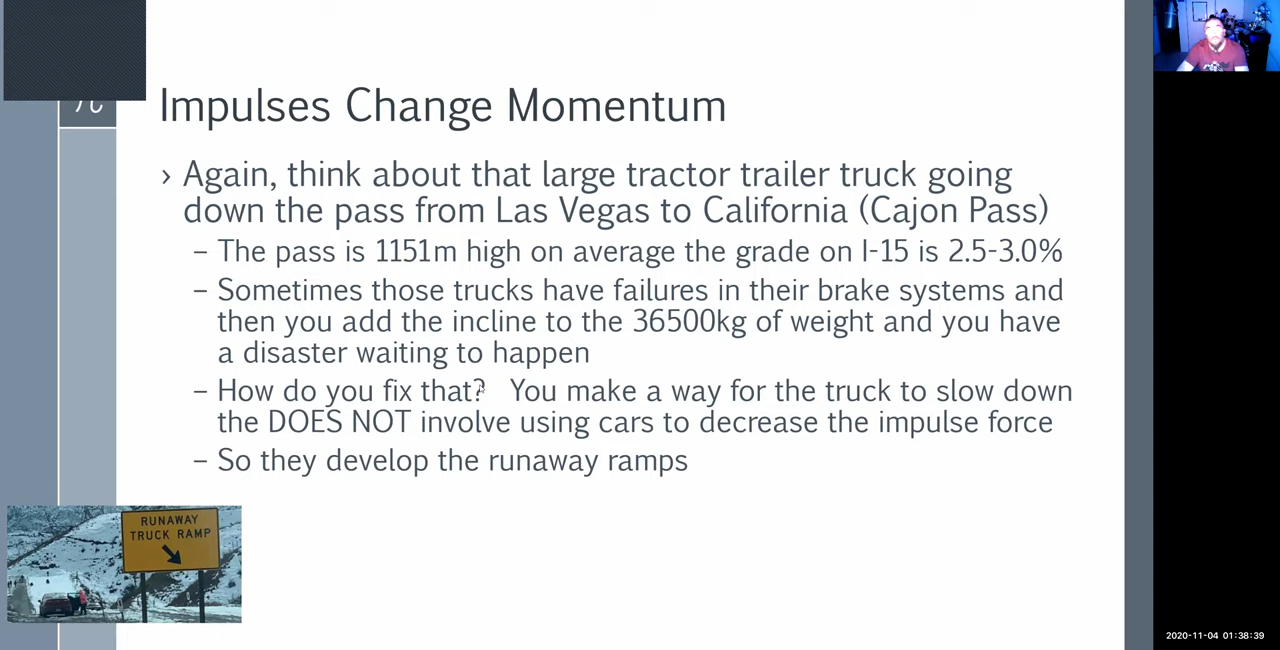 π
Impulses Change Momentum
› Again, think about that large tractor trailer truck going
down the pass from Las Vegas to California (Cajon Pass)
– The pass is 1151m high on average the grade on I-15 is 2.5-3.0%
– Sometimes those trucks have failures in their brake systems and
then you add the incline to the 36500kg of weight and you have
a disaster waiting to happen
– How do you fix that? You make a way for the truck to slow down
the DOES NOT involve using cars to decrease the impulse force
– So they develop the runaway ramps
RUNAWAY
TRUCK RAMP
2020-11-04 01:38:39